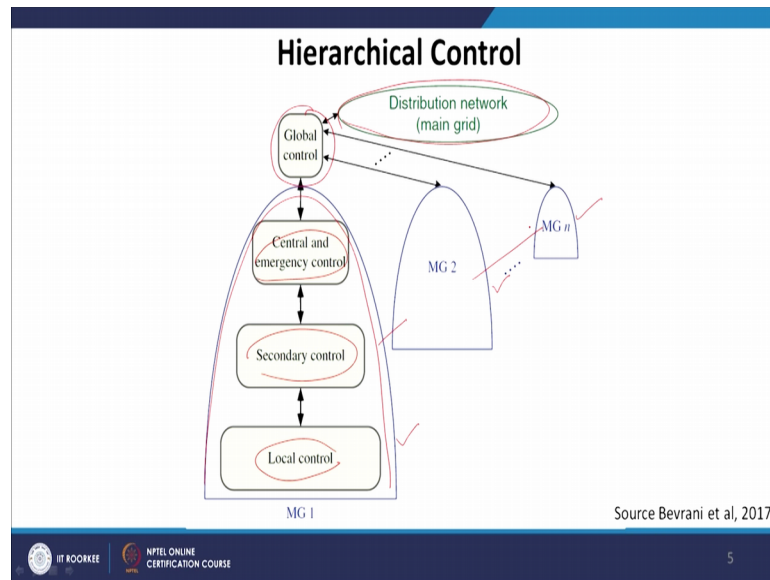 Hierarchical Control
Distribution network
(main grid)
Global
control
Central and
emergency control
MG n
MG 2
Secondary control
Local control
MG 1
Source Bevrani et al, 2017
IIT ROORKEE
NPTEL ONLINE
CERTIFICATION COURSE
5